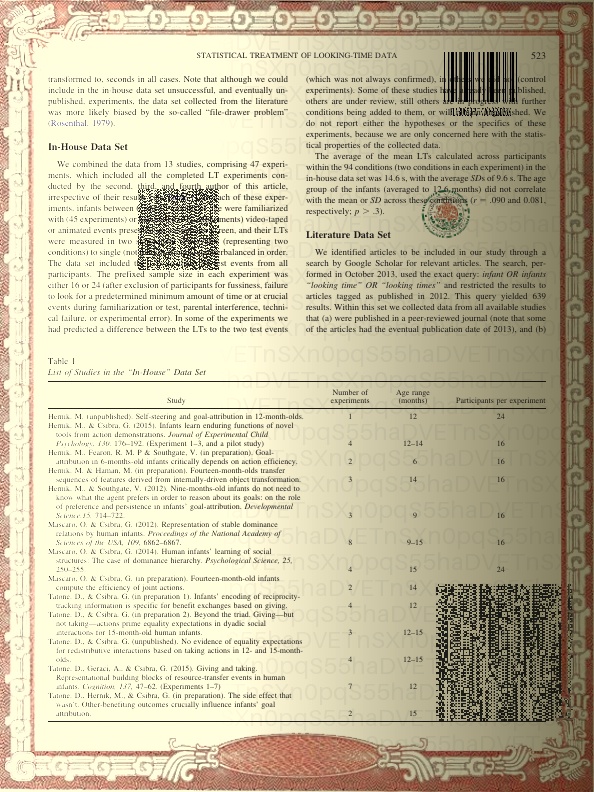 STATISTICAL TREATMENT OF LOOKING-TIME DATA 523
transformed to, seconds in all cases. Note that although we could
include in the in-house data set unsuccessful, and eventually un-
published, experiments, the data set collected from the literature
was more likely biased by the so-called “file-drawer problem”
(Rosenthal, 1979).
In-House Data Set
We combined the data from 13 studies, comprising 47 experi-
ments, which included all the completed LT experiments con-
ducted by the second, third, and fourth author of this article,
irrespective of their results. each of these exper-
iments, infants between were familiarized
with (45 experiments) or video-taped
or animated events screen, and their LTs
were measured in two (representing two
conditions) to single (not balanced in order.
The data set included test events from all
participants. The prefixed sample size in each experiment was
either 16 or 24 (after exclusion of participants for fussiness, failure
to look for a predetermined minimum amount of time or at crucial
events during familiarization or test, parental interference, techni-
cal failure, or experimental error). In some of the experiments we
had predicted a difference between the LTs to the two test events
(which was not always confirmed), in others we did not (control
experiments). Some of these studies have already been published,
others are under review, still others are in progress with further
conditions being added to them, or will We
do not report either the hypotheses or the specifics of these
experiments, because we are only concerned here with the statis-
tical properties of the collected data.
The average of the mean LTs calculated across participants
within the 94 conditions (two conditions in each experiment) in the
in-house data set was 14.6 s, with the average SDs of 9.6 s. The age
group of the infants (averaged to 12.6 months) did not correlate
with the mean or SD across these conditions (r = .090 and 0.081,
respectively; p > .3).
Literature Data Set
We identified articles to be included in our study through a
search by Google Scholar for relevant articles. The search, per-
formed in October 2013, used the exact query: infant OR infants
“looking time” OR “looking times” and restricted the results to
articles tagged as published in 2012. This query yielded 639
results. Within this set we collected data from all available studies
that (a) were published in a peer-reviewed journal (note that some
of the articles had the eventual publication date of 2013), and (b)
Table 1
List of Studies in the “In-House” Data Set
Study Number of experiments Age range (months) Participants per experiment
Hernik, M. (unpublished). Self-steering and goal-attribution in 12-month-olds. 1 12 24
Hernik, M., & Csibra, G. (2015). Infants learn enduring functions of novel
tools from action demonstrations. Journal of Experimental Child
Psychology, 130, 176–192. (Experiment 1–3, and a pilot study) 4 12–14 16
Hernik, M., Fearon, R. M. P & Southgate, V. (in preparation). Goal-
attribution in 6-months-old infants critically depends on action efficiency. 2 6 16
Hernik, M. & Haman, M. (in preparation). Fourteen-month-olds transfer
sequences of features derived from internally-driven object transformation. 3 14 16
Hernik, M., & Southgate, V. (2012). Nine-months-old infants do not need to
know what the agent prefers in order to reason about its goals: on the role
of preference and persistence in infants’ goal-attribution. Developmental
Science 15, 714–722. 3 9 16
Mascaro, O. & Csibra, G. (2012). Representation of stable dominance
relations by human infants. Proceedings of the National Academy of
Sciences of the USA, 109, 6862–6867. 8 9–15 16
Mascaro, O. & Csibra, G. (2014). Human infants’ learning of social
structures: The case of dominance hierarchy. Psychological Science, 25,
250–255. 4 15 24
Mascaro, O. & Csibra, G. (in preparation). Fourteen-month-old infants
compute the efficiency of joint actions. 2 14
Tatone, D., & Csibra, G. (in preparation 1). Infants’ encoding of reciprocity-
tracking information is specific for benefit exchanges based on giving. 4 12
Tatone, D., & Csibra, G. (in preparation 2). Beyond the triad. Giving—but
not taking—actions prime equality expectations in dyadic social
interactions for 15-month-old human infants. 3 12–15
Tatone, D., & Csibra, G. (unpublished). No evidence of equality expectations
for redistributive interactions based on taking actions in 12- and 15-month-
olds. 4 12–15
Tatone, D., Geraci, A., & Csibra, G. (2015). Giving and taking.
Representational building blocks of resource-transfer events in human
infants. Cognition, 137, 47–62. (Experiments 1–7) 7 12
Tatone, D., Hernik, M., & Csibra, G. (in preparation). The side effect that
wasn’t. Other-benefiting outcomes crucially influence infants’ goal
attribution. 2 15